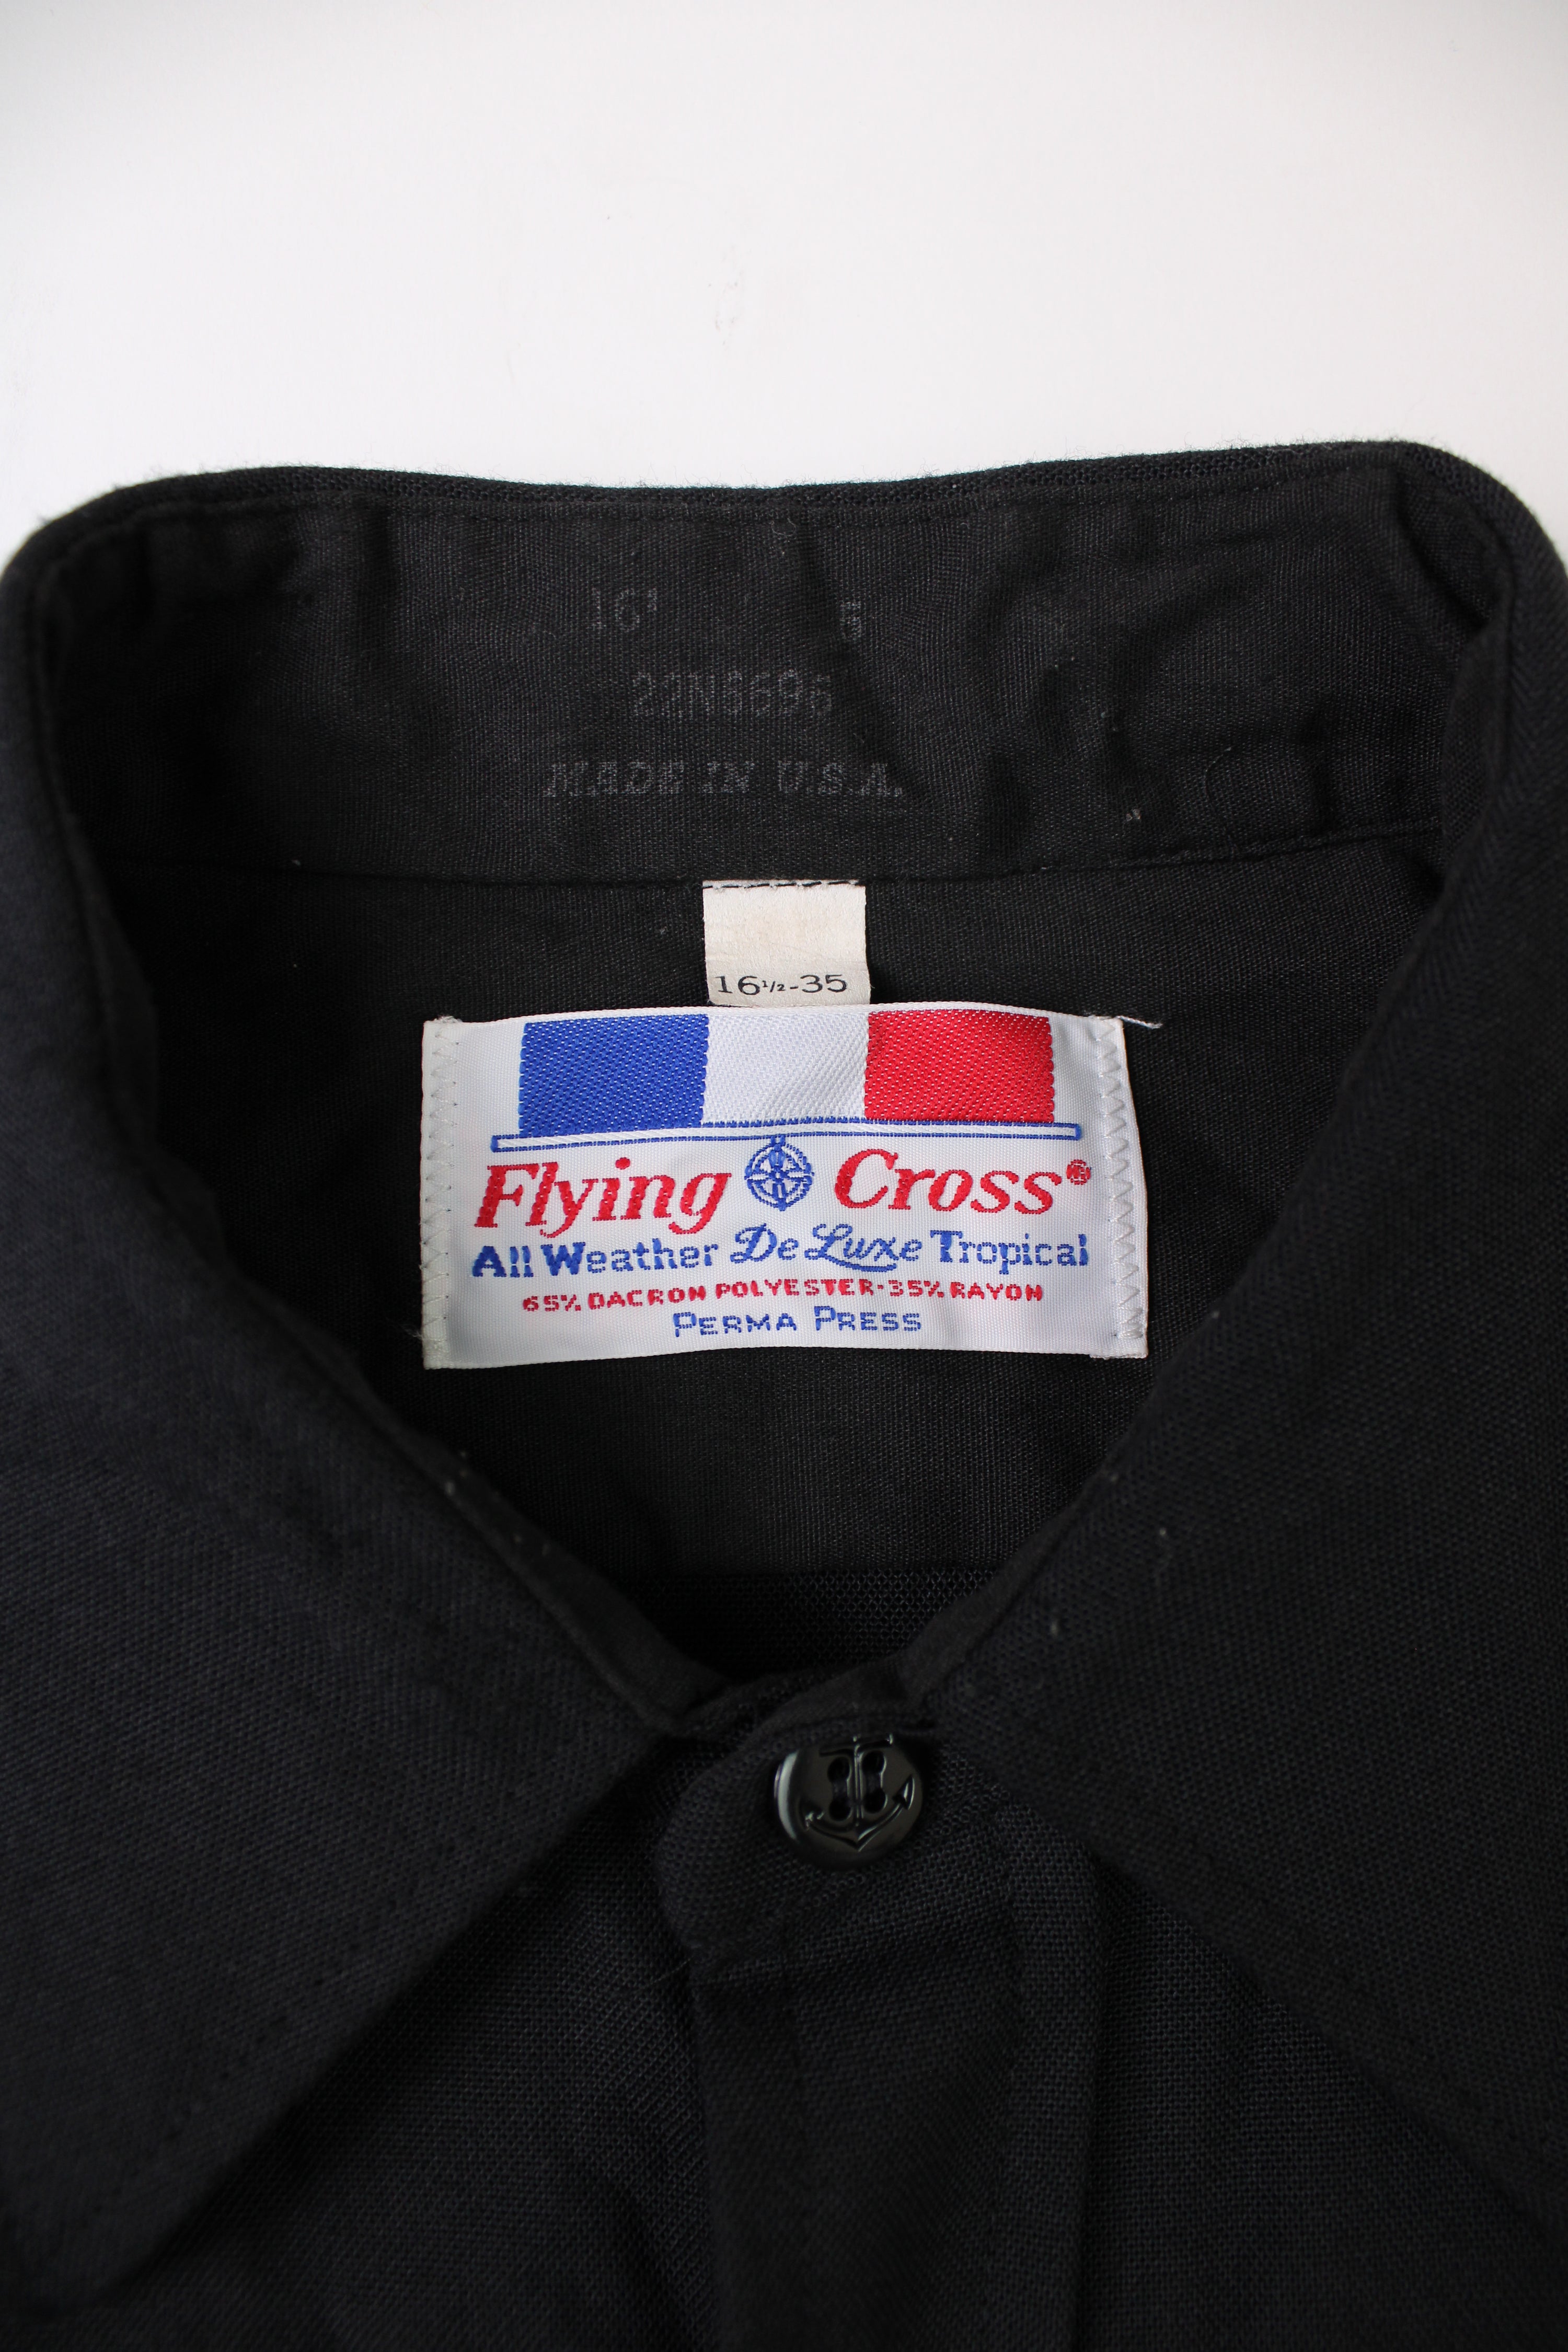 16½-35
22N6696
MADE IN U.S.A.
Flying Cross®
All Weather De Luxe Tropical
65% DACRON POLYESTER-35% RAYON
PERMA PRESS